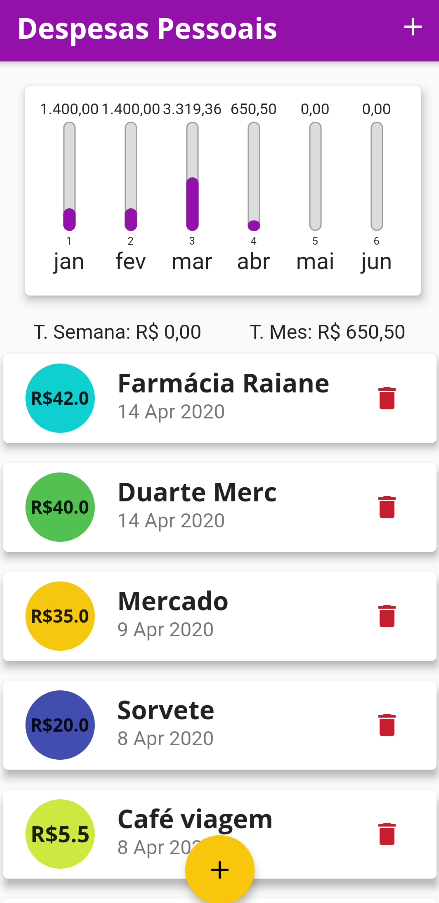 Despesas Pessoais +
1.400,00 1.400,00 3.319,36 650,50 0,00 0,00
1 2 3 4 5 6
jan fev mar abr mai jun
T. Semana: R$ 0,00 T. Mes: R$ 650,50
R$42.0 Farmácia Raiane
14 Apr 2020
R$40.0 Duarte Merc
14 Apr 2020
R$35.0 Mercado
9 Apr 2020
R$20.0 Sorvete
8 Apr 2020
R$5.5 Café viagem
8 Apr
+